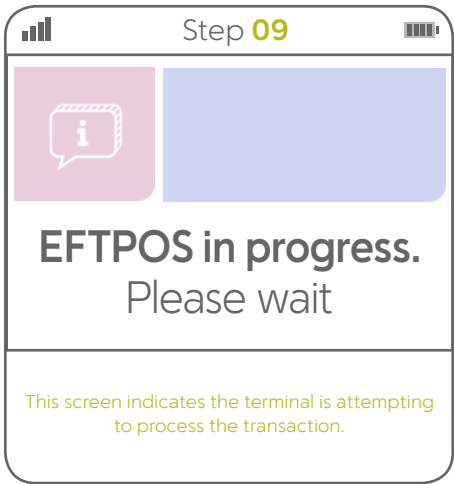 Step 09
i
EFTPOS in progress.
Please wait
This screen indicates the terminal is attempting
to process the transaction.